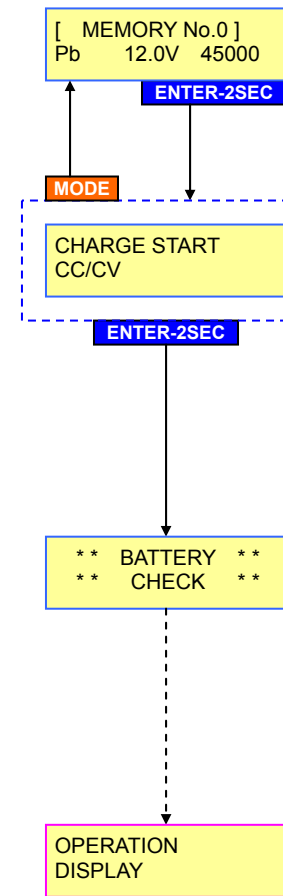 [ MEMORY No.0 ]
Pb 12.0V 45000
ENTER-2SEC
MODE
CHARGE START
CC/CV
ENTER-2SEC
* * BATTERY * *
* * CHECK * *
OPERATION
DISPLAY